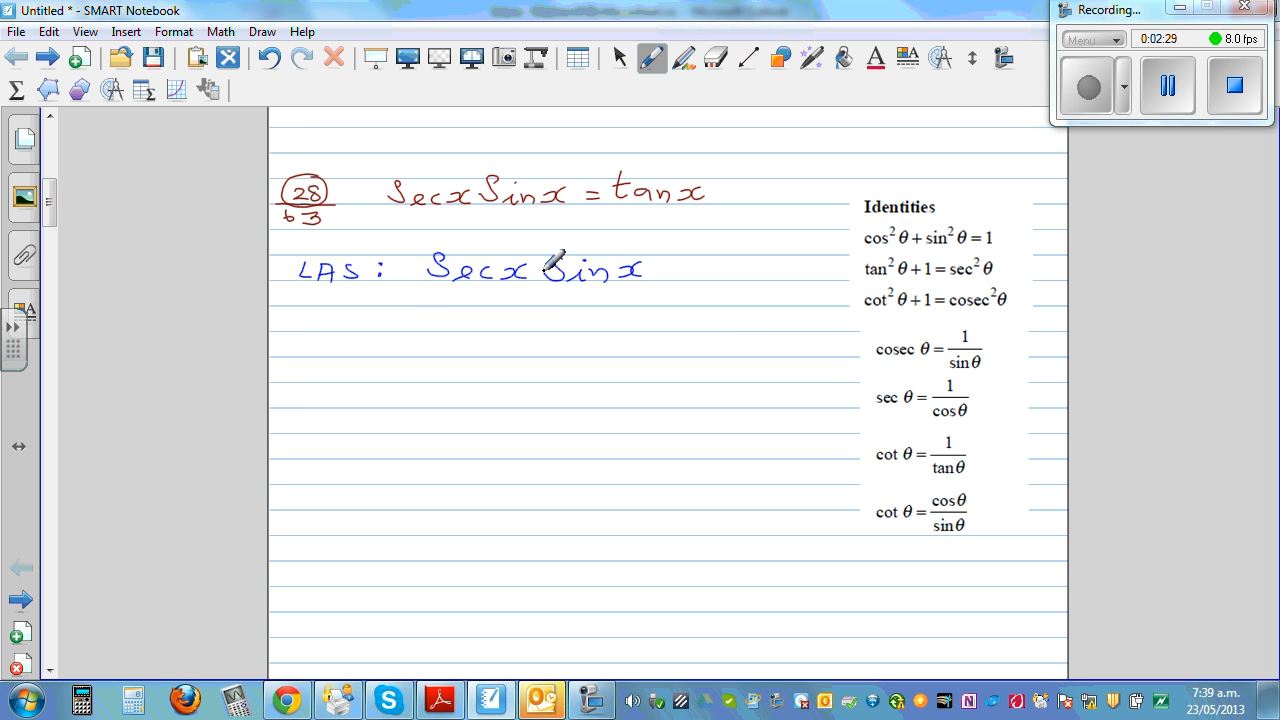 Untitled * - SMART Notebook
File Edit View Insert Format Math Draw Help
Recording...
Menu 0:02:29 8.0 fps
28
63
Secx Sinx = tanx
LAS : Secx Sinx
Identities
cos²θ + sin²θ = 1
tan²θ + 1 = sec²θ
cot²θ + 1 = cosec²θ
cosec θ = 1/sinθ
sec θ = 1/cosθ
cot θ = 1/tanθ
cot θ = cosθ/sinθ
7:39 a.m.
23/05/2013